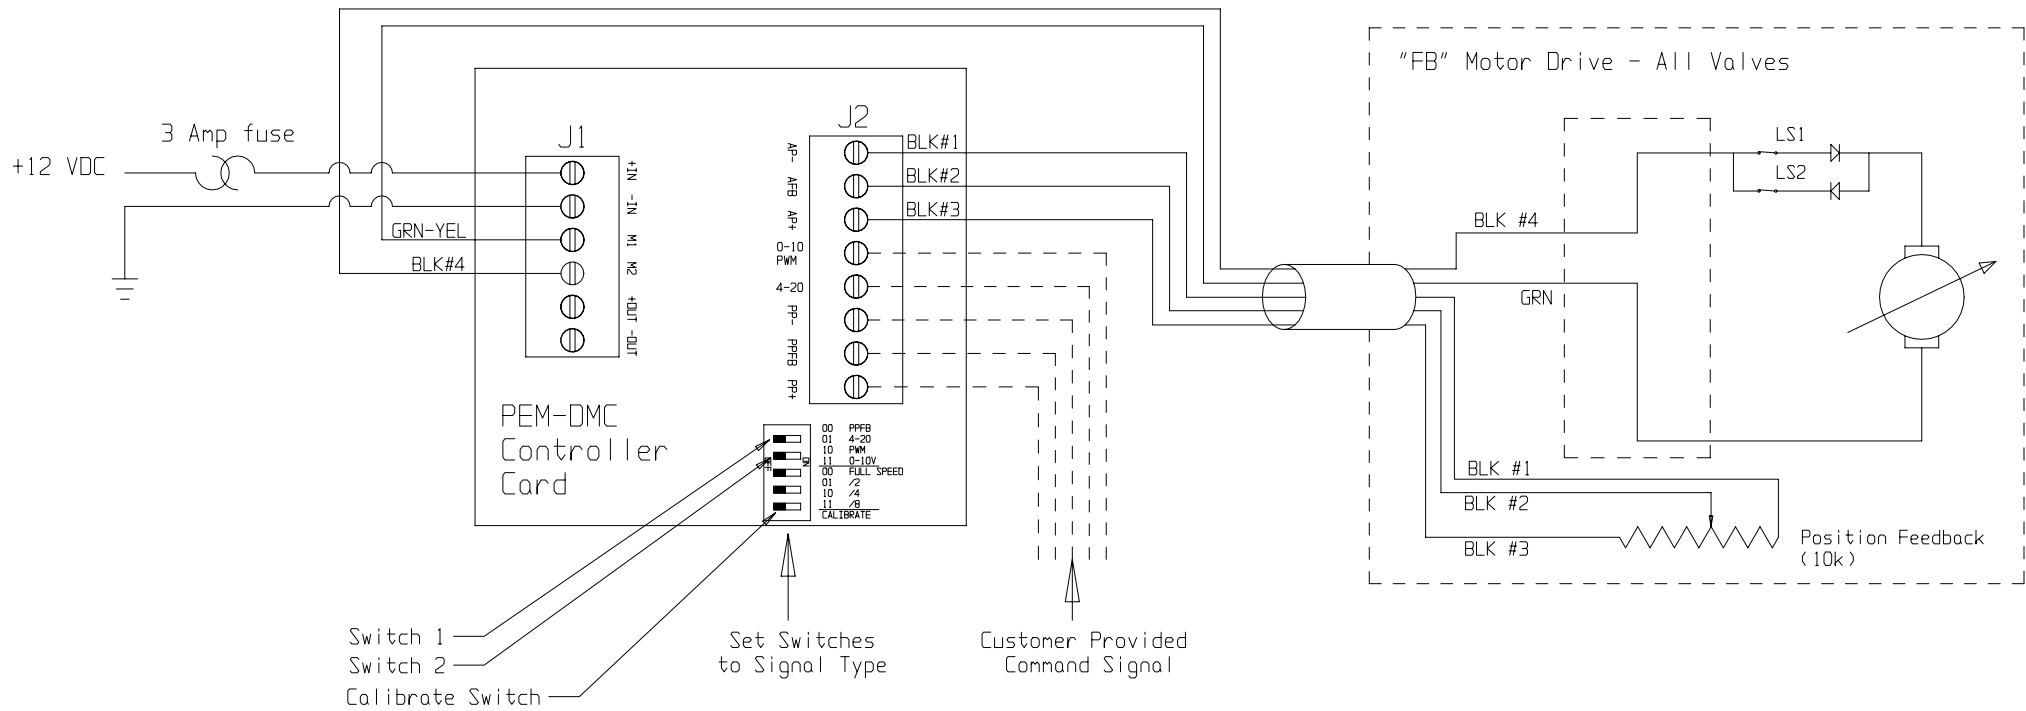 "FB" Motor Drive - All Valves
3 Amp fuse
+12 VDC
J1
+IN
-IN
M1
M2
+OUT
-OUT
GRN-YEL
BLK#4
J2
AP-
AFB
AP+
0-10
PWM
4-20
PP-
PPFB
PP+
BLK#1
BLK#2
BLK#3
PEM-DMC
Controller
Card
OFF
ON
00 PPFB
01 4-20
10 PWM
11 0-10V
00 FULL SPEED
01 /2
10 /4
11 /8
CALIBRATE
LS1
LS2
BLK #4
GRN
BLK #1
BLK #2
BLK #3
Position Feedback
(10k)
Switch 1
Switch 2
Calibrate Switch
Set Switches
to Signal Type
Customer Provided
Command Signal